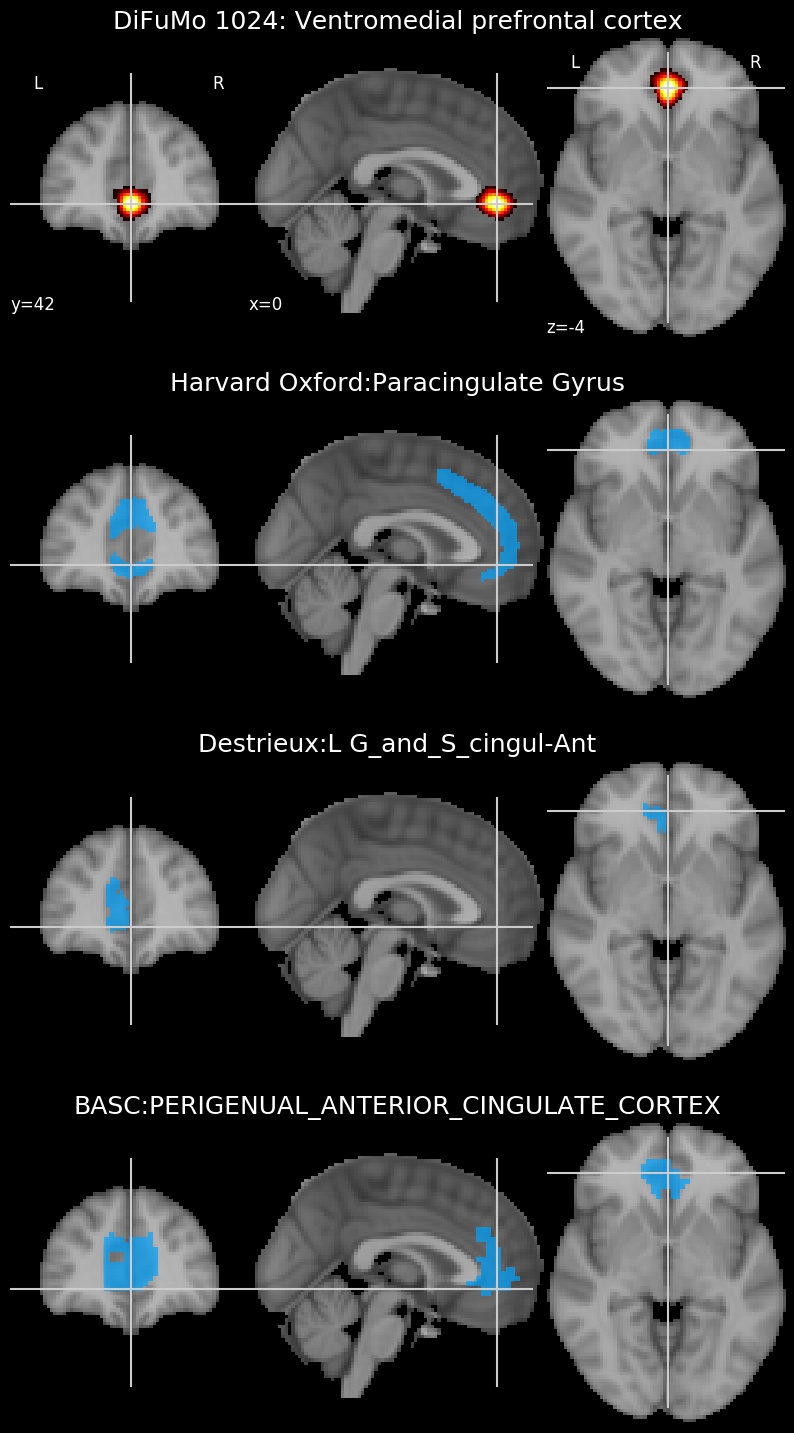 DiFuMo 1024: Ventromedial prefrontal cortex
L R L R
y=42 x=0 z=-4
Harvard Oxford:Paracingulate Gyrus
Destrieux:L G_and_S_cingul-Ant
BASC:PERIGENUAL_ANTERIOR_CINGULATE_CORTEX